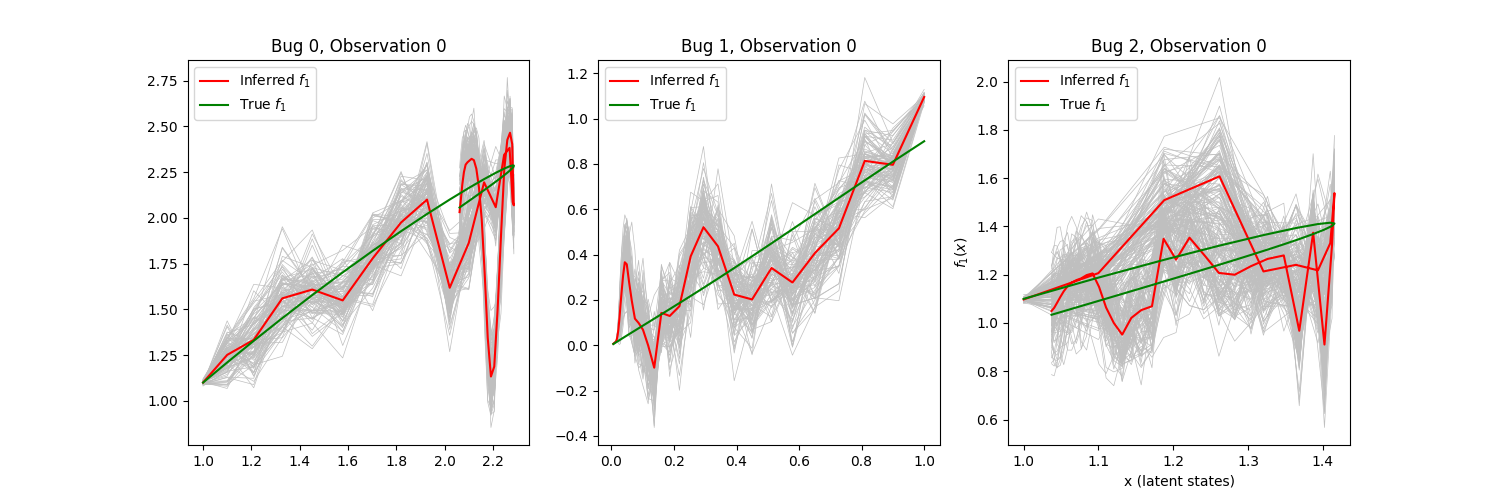 Bug 0, Observation 0
Inferred f₁
True f₁
2.75
2.50
2.25
2.00
1.75
1.50
1.25
1.00
1.0 1.2 1.4 1.6 1.8 2.0 2.2
Bug 1, Observation 0
Inferred f₁
True f₁
1.2
1.0
0.8
0.6
0.4
0.2
0.0
−0.2
−0.4
0.0 0.2 0.4 0.6 0.8 1.0
Bug 2, Observation 0
Inferred f₁
True f₁
f₁(x)
2.0
1.8
1.6
1.4
1.2
1.0
0.8
0.6
1.0 1.1 1.2 1.3 1.4
x (latent states)